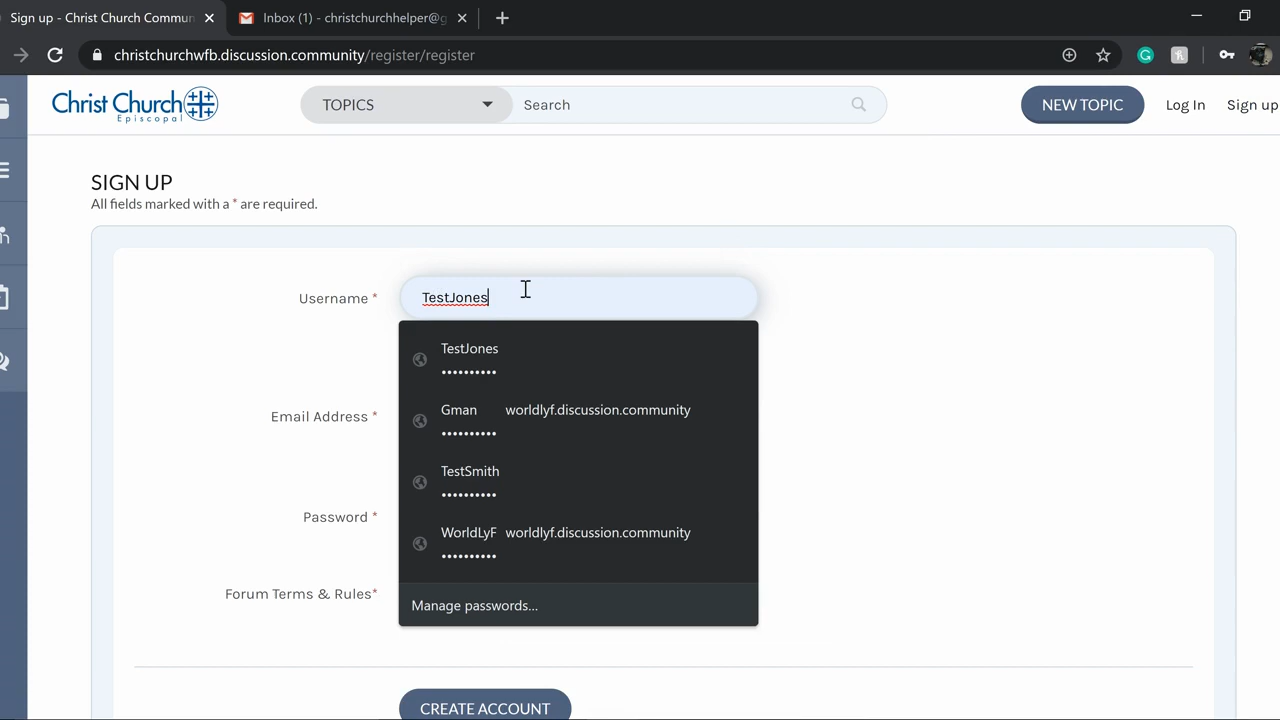 Sign up - Christ Church Commun
Inbox (1) - christchurchhelper@g
christchurchwfb.discussion.community/register/register
Christ Church
Episcopal
TOPICS
Search
NEW TOPIC
Log In
Sign up
SIGN UP
All fields marked with a * are required.
Username *
TestJones
TestJones
••••••••••
Gman worldlyf.discussion.community
••••••••••
Email Address *
TestSmith
••••••••••
Password *
WorldLyF worldlyf.discussion.community
••••••••••
Forum Terms & Rules*
Manage passwords...
CREATE ACCOUNT